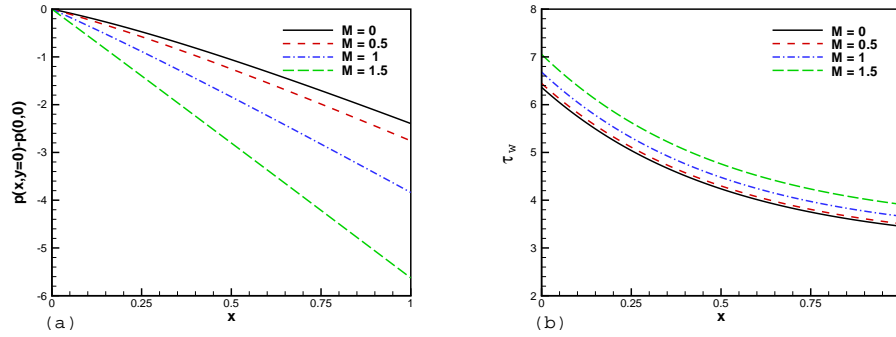 p(x,y=0)-p(0,0)
0
-1
-2
-3
-4
-5
-6
M = 0
M = 0.5
M = 1
M = 1.5
0
0.25
0.5
0.75
1
x
(a)
τw
8
7
6
5
4
3
2
M = 0
M = 0.5
M = 1
M = 1.5
0
0.25
0.5
0.75
x
(b)